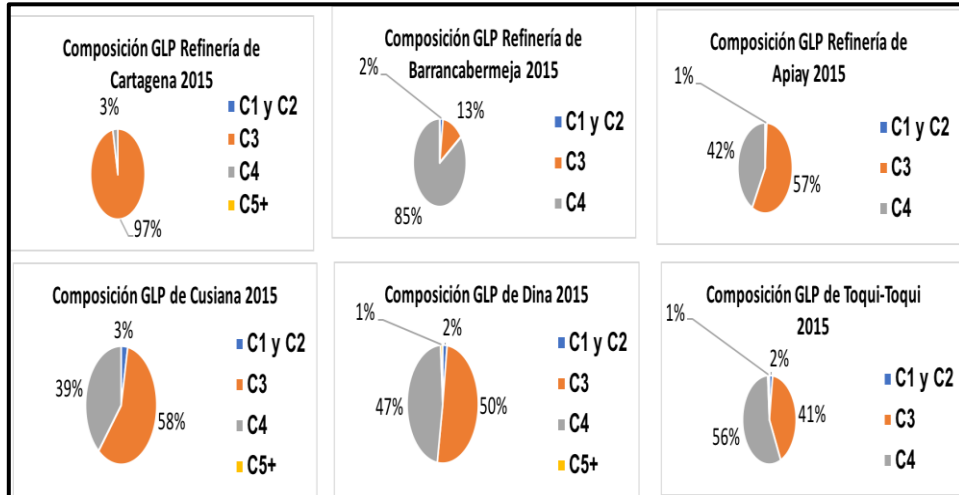 Composición GLP Refinería de
Cartagena 2015
3%
97%
C1 y C2
C3
C4
C5+
Composición GLP Refinería de
Barrancabermeja 2015
2%
13%
85%
C1 y C2
C3
C4
Composición GLP Refinería de
Apiay 2015
1%
42%
57%
C1 y C2
C3
C4
Composición GLP de Cusiana 2015
3%
39%
58%
C1 y C2
C3
C4
C5+
Composición GLP de Dina 2015
1%
2%
47%
50%
C1 y C2
C3
C4
C5+
Composición GLP de Toqui-Toqui
2015
1%
2%
41%
56%
C1 y C2
C3
C4